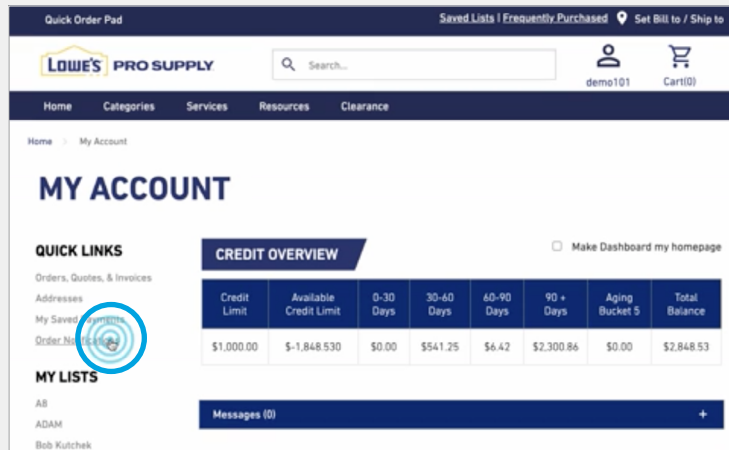 Quick Order Pad
Saved Lists | Frequently Purchased Set Bill to / Ship to
LOWE'S PRO SUPPLY
Search...
demo101
Cart(0)
Home Categories Services Resources Clearance
Home My Account
MY ACCOUNT
QUICK LINKS
Orders, Quotes, & Invoices
Addresses
My Saved Payments
Order Notifications
MY LISTS
AB
ADAM
Bob Kutchek
CREDIT OVERVIEW
Make Dashboard my homepage
Credit Limit Available Credit Limit 0-30 Days 30-60 Days 60-90 Days 90 + Days Aging Bucket 5 Total Balance
$1,000.00 $-1,848.530 $0.00 $541.25 $6.42 $2,300.86 $0.00 $2,848.53
Messages (0) +